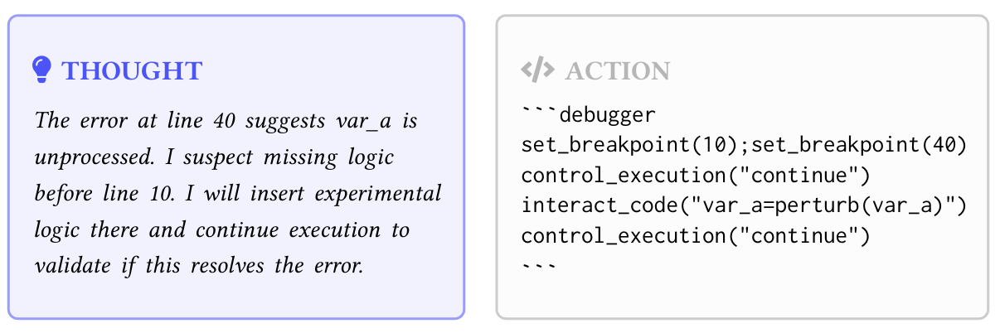 THOUGHT
The error at line 40 suggests var_a is
unprocessed. I suspect missing logic
before line 10. I will insert experimental
logic there and continue execution to
validate if this resolves the error.
</> ACTION
```debugger
set_breakpoint(10);set_breakpoint(40)
control_execution("continue")
interact_code("var_a=perturb(var_a)")
control_execution("continue")
```